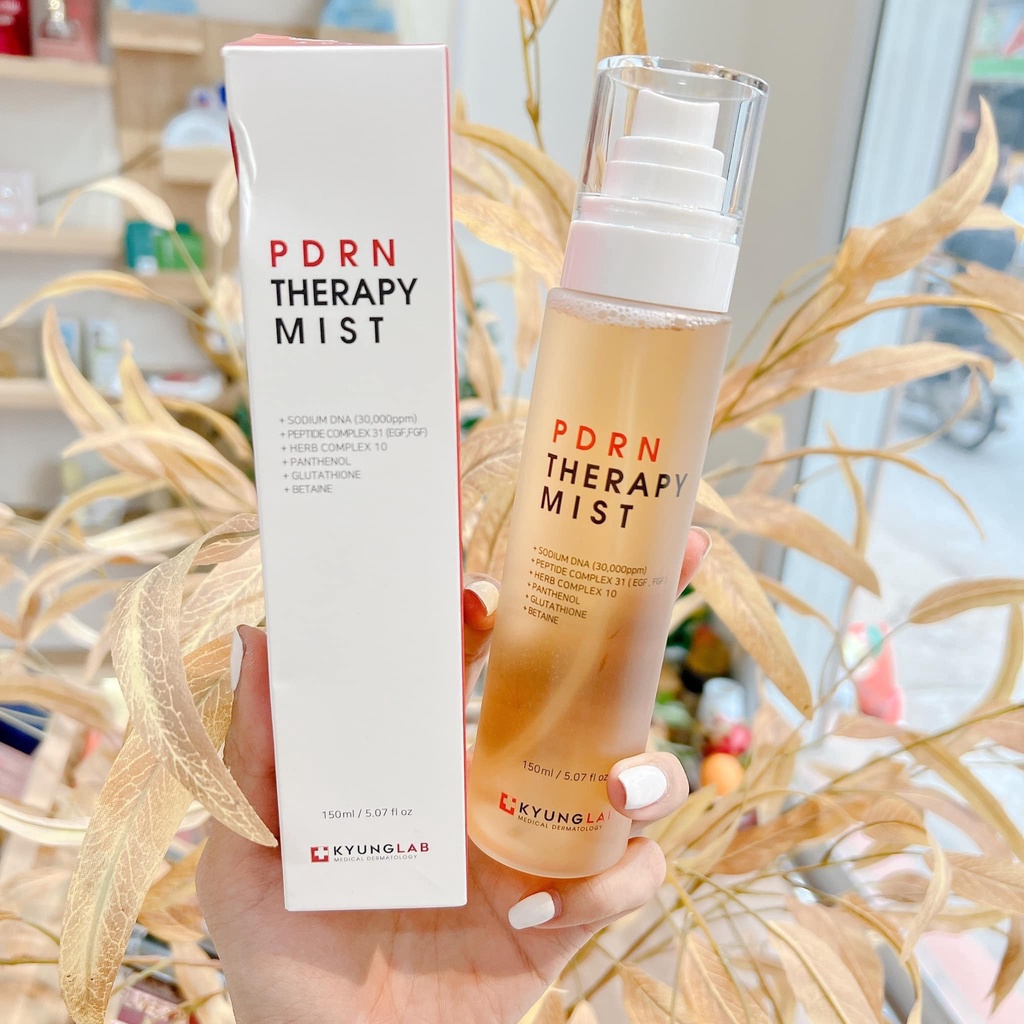 PDRN
THERAPY
MIST
+ SODIUM DNA (30,000ppm)
+ PEPTIDE COMPLEX 31 (EGF,FGF)
+ HERB COMPLEX 10
+ PANTHENOL
+ GLUTATHIONE
+ BETAINE
150ml / 5.07 fl oz
KYUNGLAB
MEDICAL DERMATOLOGY
PDRN
THERAPY
MIST
+ SODIUM DNA (30,000ppm)
+ PEPTIDE COMPLEX 31 ( EGF , FGF )
+ HERB COMPLEX 10
+ PANTHENOL
+ GLUTATHIONE
+ BETAINE
150ml / 5.07 fl oz
KYUNGLA
MEDICAL DERMATOLOGY